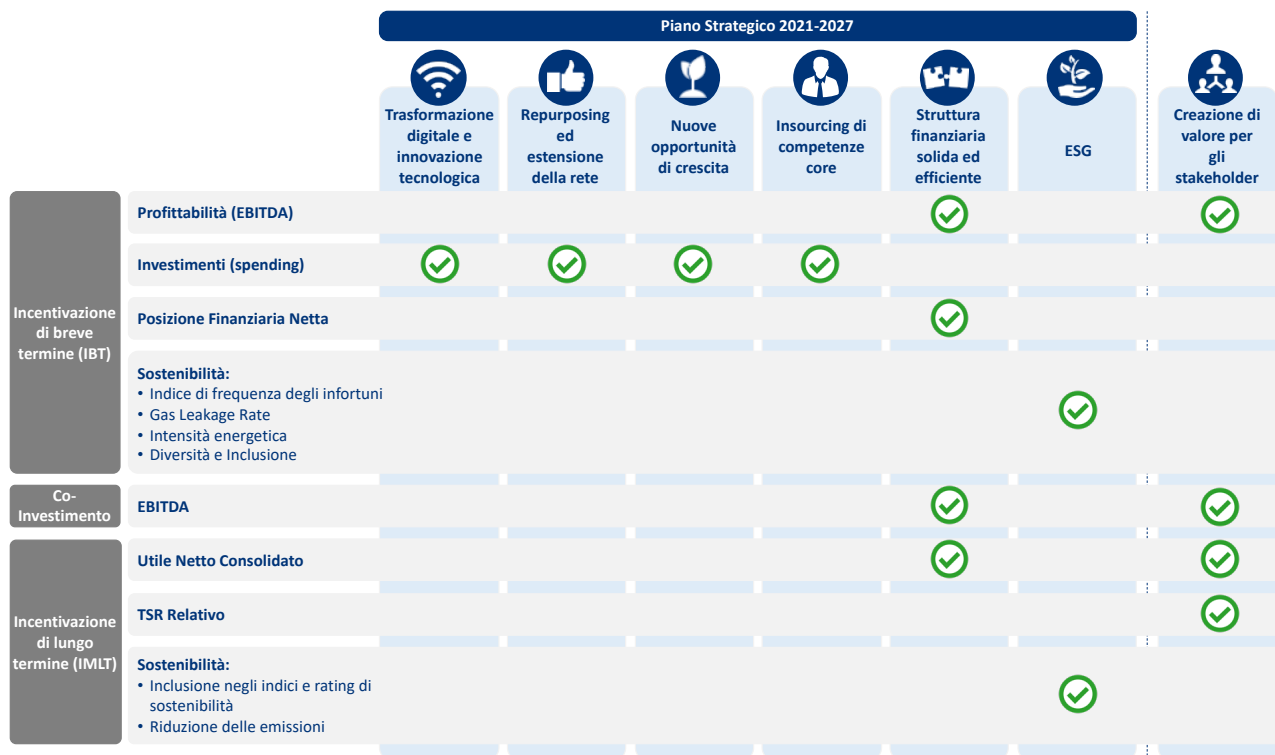 Piano Strategico 2021-2027
Trasformazione
digitale e
innovazione
tecnologica
Repurposing
ed
estensione
della rete
Nuove
opportunità
di crescita
Insourcing di
competenze
core
Struttura
finanziaria
solida ed
efficiente
ESG
Creazione di
valore per
gli
stakeholder
Incentivazione
di breve
termine (IBT)
Profittabilità (EBITDA)
Investimenti (spending)
Posizione Finanziaria Netta
Sostenibilità:
• Indice di frequenza degli infortuni
• Gas Leakage Rate
• Intensità energetica
• Diversità e Inclusione
Co-
Investimento
EBITDA
Incentivazione
di lungo
termine (IMLT)
Utile Netto Consolidato
TSR Relativo
Sostenibilità:
• Inclusione negli indici e rating di
sostenibilità
• Riduzione delle emissioni